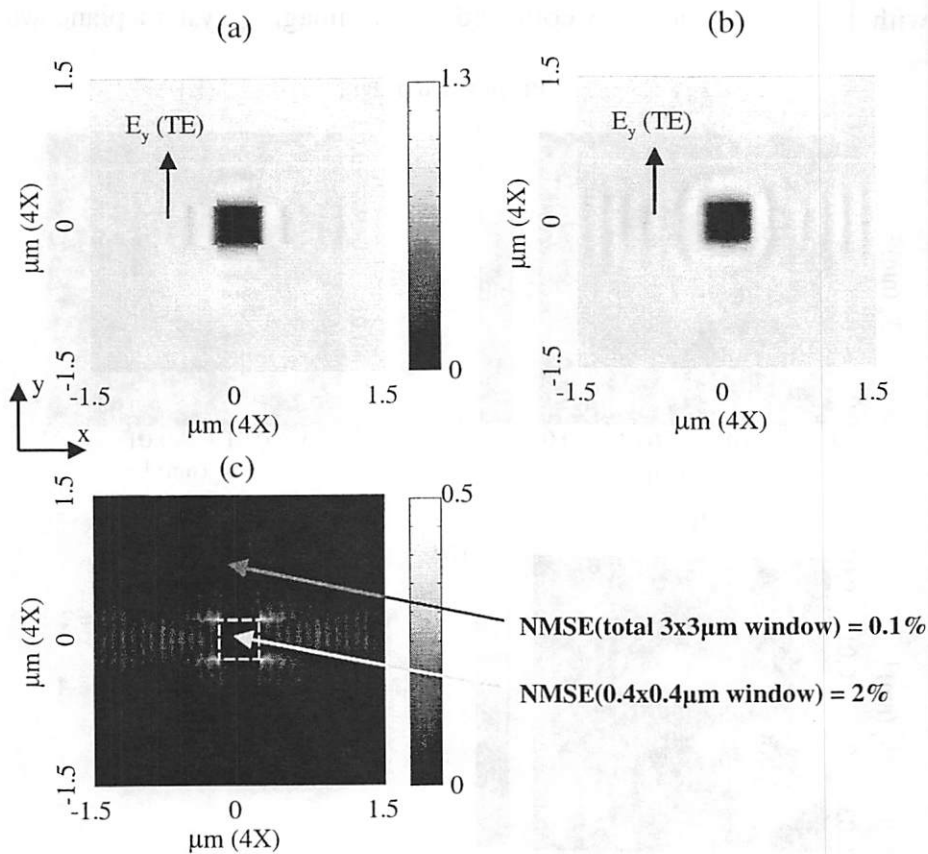 (a)
(b)
1.5
0
-1.5
μm (4X)
E_y (TE)
1.3
0
-1.5
0
1.5
μm (4X)
1.5
0
-1.5
μm (4X)
E_y (TE)
-1.5
0
1.5
μm (4X)
y
x
(c)
1.5
0
-1.5
μm (4X)
0.5
0
-1.5
0
1.5
μm (4X)
NMSE(total 3x3μm window) = 0.1%
NMSE(0.4x0.4μm window) = 2%